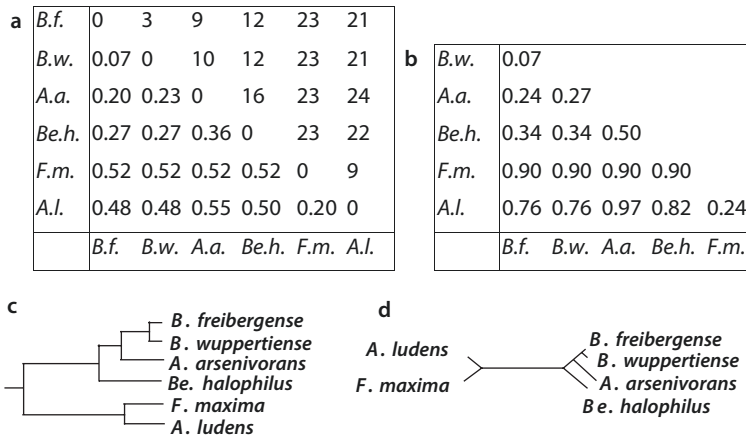 a
B.f. 0 3 9 12 23 21
B.w. 0.07 0 10 12 23 21
A.a. 0.20 0.23 0 16 23 24
Be.h. 0.27 0.27 0.36 0 23 22
F.m. 0.52 0.52 0.52 0.52 0 9
A.l. 0.48 0.48 0.55 0.50 0.20 0
B.f. B.w. A.a. Be.h. F.m. A.l.
b
B.w. 0.07
A.a. 0.24 0.27
Be.h. 0.34 0.34 0.50
F.m. 0.90 0.90 0.90 0.90
A.l. 0.76 0.76 0.97 0.82 0.24
B.f. B.w. A.a. Be.h. F.m.
c
B. freibergense
B. wuppertiense
A. arsenivorans
Be. halophilus
F. maxima
A. ludens
d
A. ludens
F. maxima
B. freibergense
B. wuppertiense
A. arsenivorans
Be. halophilus